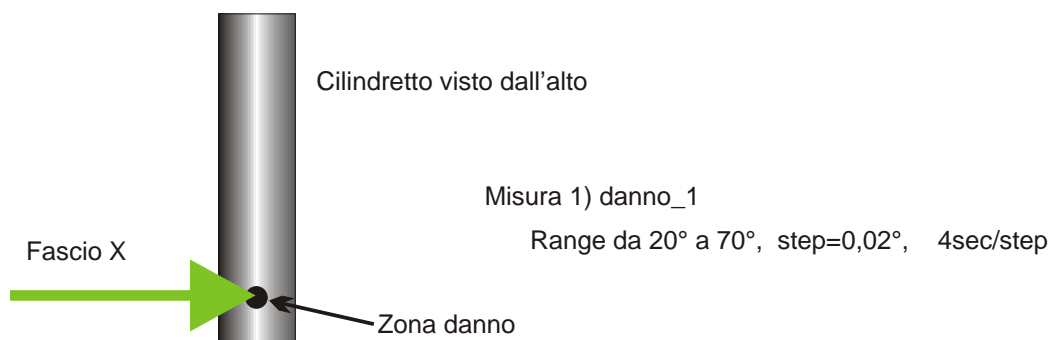 Cilindretto visto dall'alto
Misura 1) danno_1
Range da 20° a 70°, step=0,02°, 4sec/step
Fascio X
Zona danno